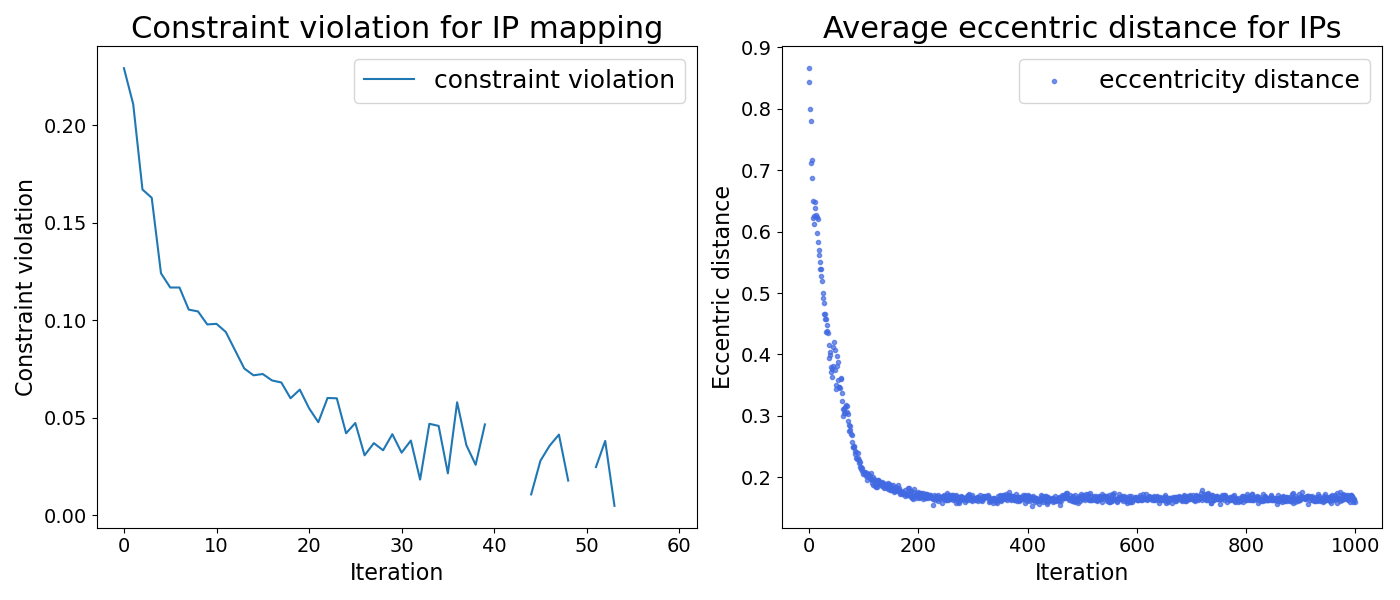 Constraint violation for IP mapping
constraint violation
0.20
0.15
0.10
0.05
0.00
Constraint violation
0 10 20 30 40 50 60
Iteration
Average eccentric distance for IPs
eccentricity distance
0.9
0.8
0.7
0.6
0.5
0.4
0.3
0.2
Eccentric distance
0 200 400 600 800 1000
Iteration